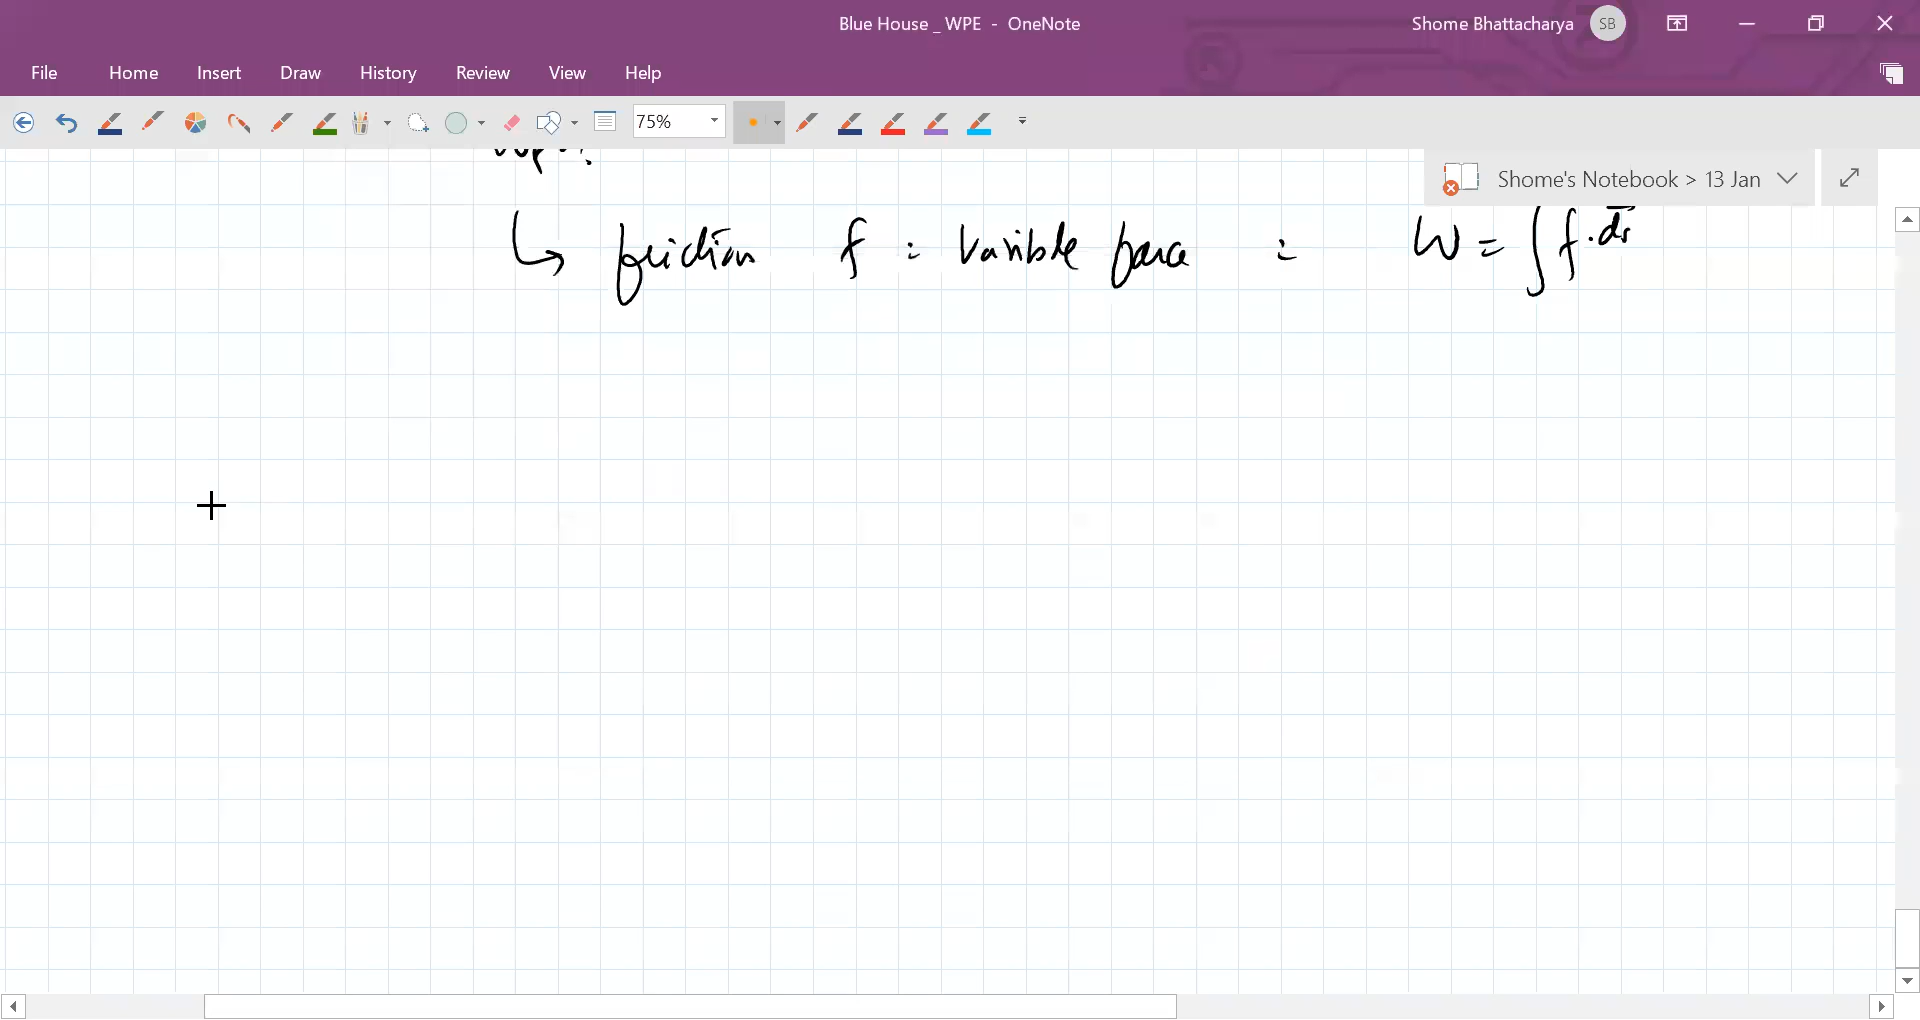 Blue House _ WPE - OneNote
Shome Bhattacharya SB
File Home Insert Draw History Review View Help
75%
Shome's Notebook > 13 Jan
friction f : varible force : W = ∫ f · dr